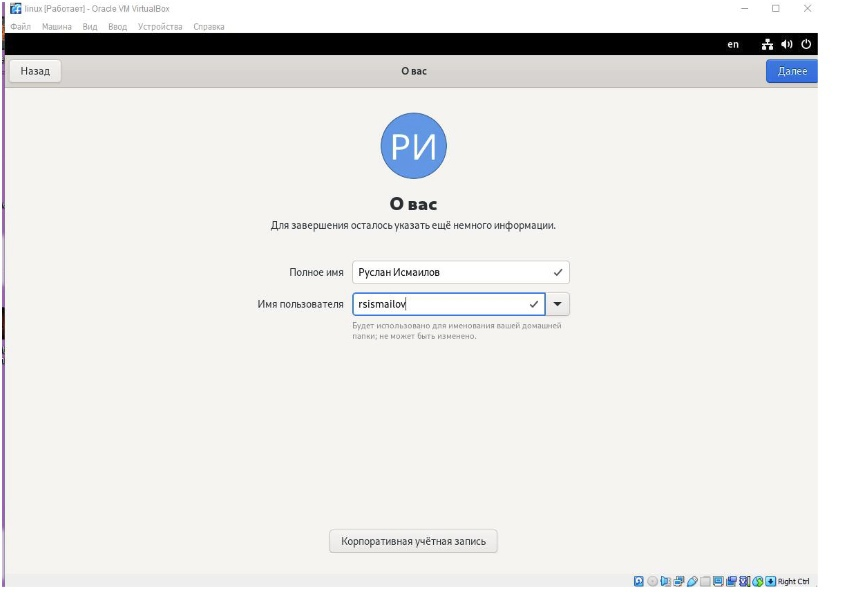 linux [Работает] - Oracle VM VirtualBox
Файл Машина Вид Ввод Устройства Справка
en
Назад О вас Далее
РИ
О вас
Для завершения осталось указать ещё немного информации.
Полное имя Руслан Исмаилов
Имя пользователя rsismailov
Будет использовано для именования вашей домашней
папки; не может быть изменено.
Корпоративная учётная запись
Right Ctrl